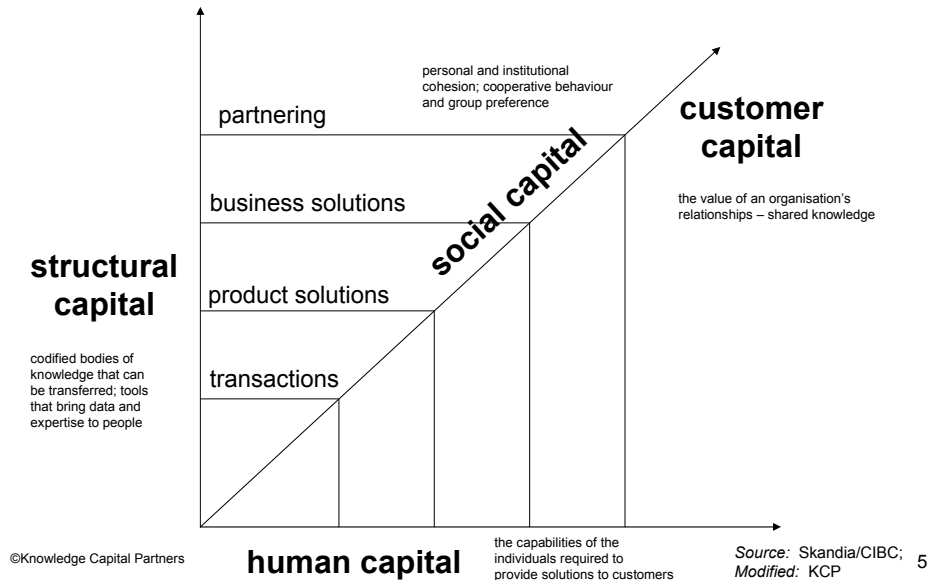 personal and institutional
cohesion; cooperative behaviour
and group preference
partnering
customer
capital
social capital
the value of an organisation's
relationships – shared knowledge
business solutions
structural
capital
product solutions
codified bodies of
knowledge that can
be transferred; tools
that bring data and
expertise to people
transactions
©Knowledge Capital Partners
human capital
the capabilities of the
individuals required to
provide solutions to customers
Source: Skandia/CIBC;
Modified: KCP
5